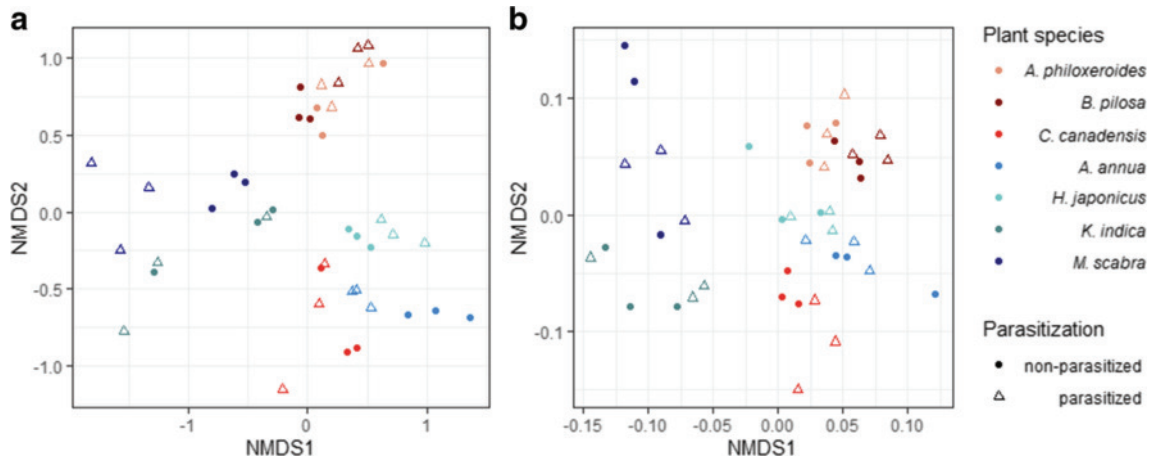 a
1.0
0.5
0.0
-0.5
-1.0
NMDS2
-1
0
1
NMDS1
b
0.1
0.0
-0.1
NMDS2
-0.15
-0.10
-0.05
0.00
0.05
0.10
NMDS1
Plant species
A. philoxeroides
B. pilosa
C. canadensis
A. annua
H. japonicus
K. indica
M. scabra
Parasitization
non-parasitized
parasitized